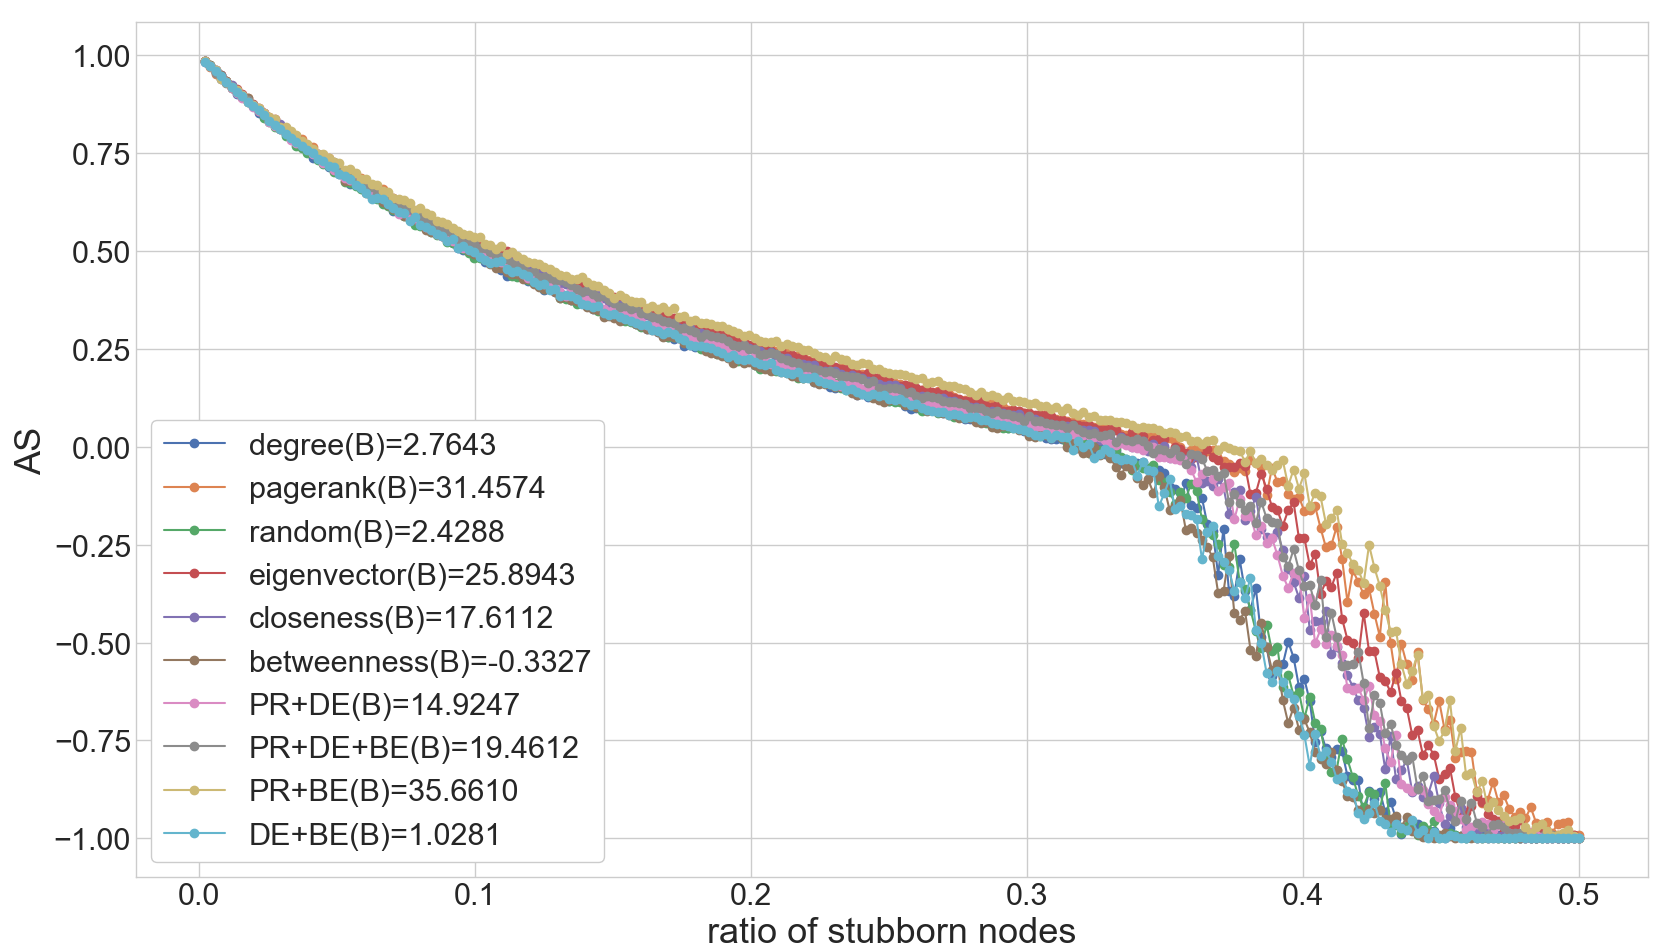 1.00
0.75
0.50
0.25
0.00
−0.25
−0.50
−0.75
−1.00
AS
degree(B)=2.7643
pagerank(B)=31.4574
random(B)=2.4288
eigenvector(B)=25.8943
closeness(B)=17.6112
betweenness(B)=-0.3327
PR+DE(B)=14.9247
PR+DE+BE(B)=19.4612
PR+BE(B)=35.6610
DE+BE(B)=1.0281
0.0 0.1 0.2 0.3 0.4 0.5
ratio of stubborn nodes